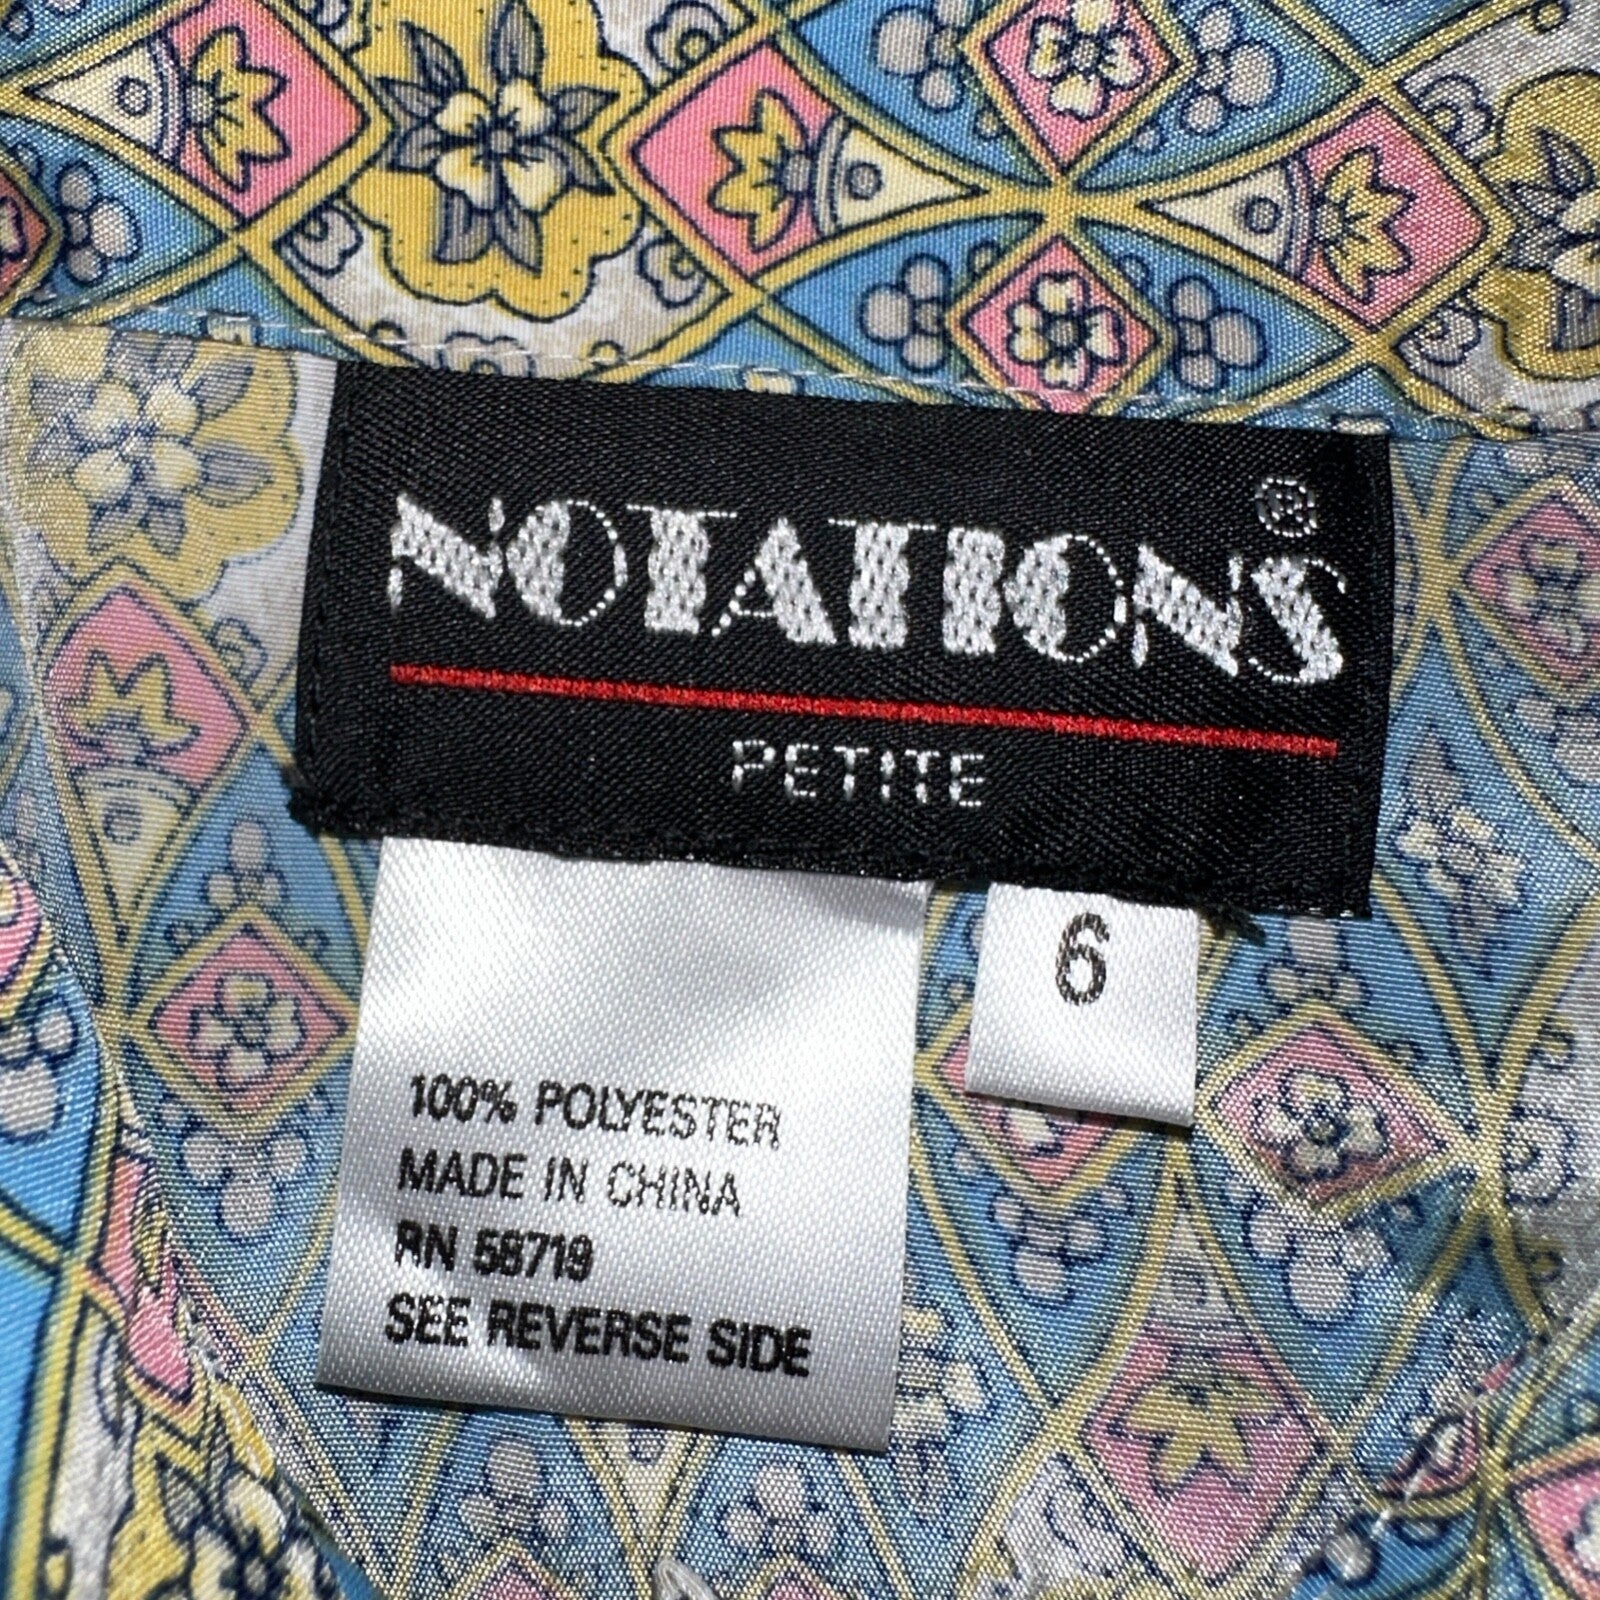 NOTATIONS®
PETITE
6
100% POLYESTER
MADE IN CHINA
RN 58719
SEE REVERSE SIDE